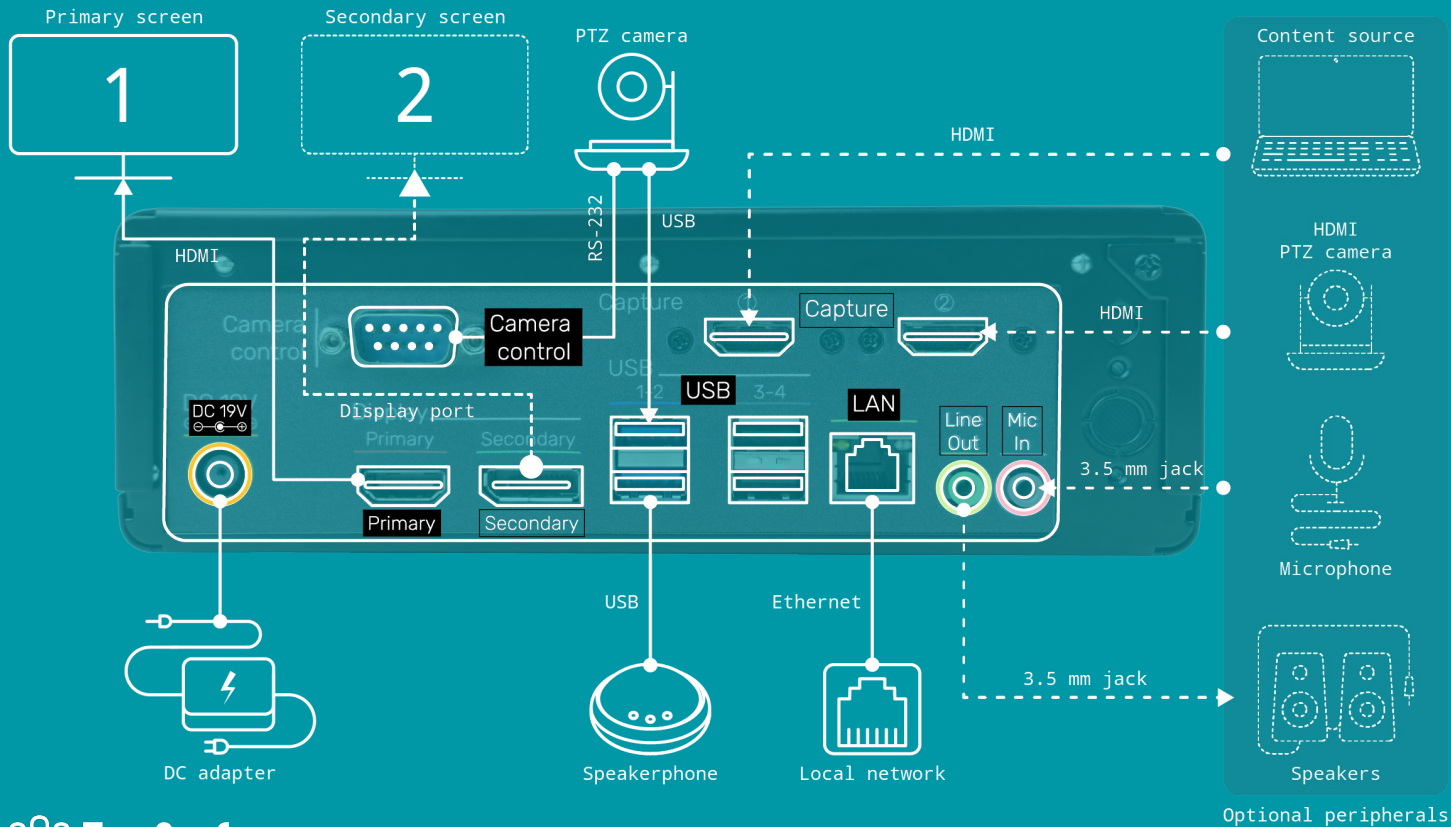 Primary screen
1
Secondary screen
2
PTZ camera
Content source
HDMI
RS-232
USB
HDMI
HDMI
PTZ camera
HDMI
Capture
①
Capture
②
Camera
control
Camera
control
USB
1-2
USB
3-4
DC 19V
Display port
Primary
Secondary
LAN
Line
Out
Mic
In
3.5 mm jack
Primary
Secondary
Microphone
USB
Ethernet
3.5 mm jack
DC adapter
Speakerphone
Local network
Speakers
Optional peripherals